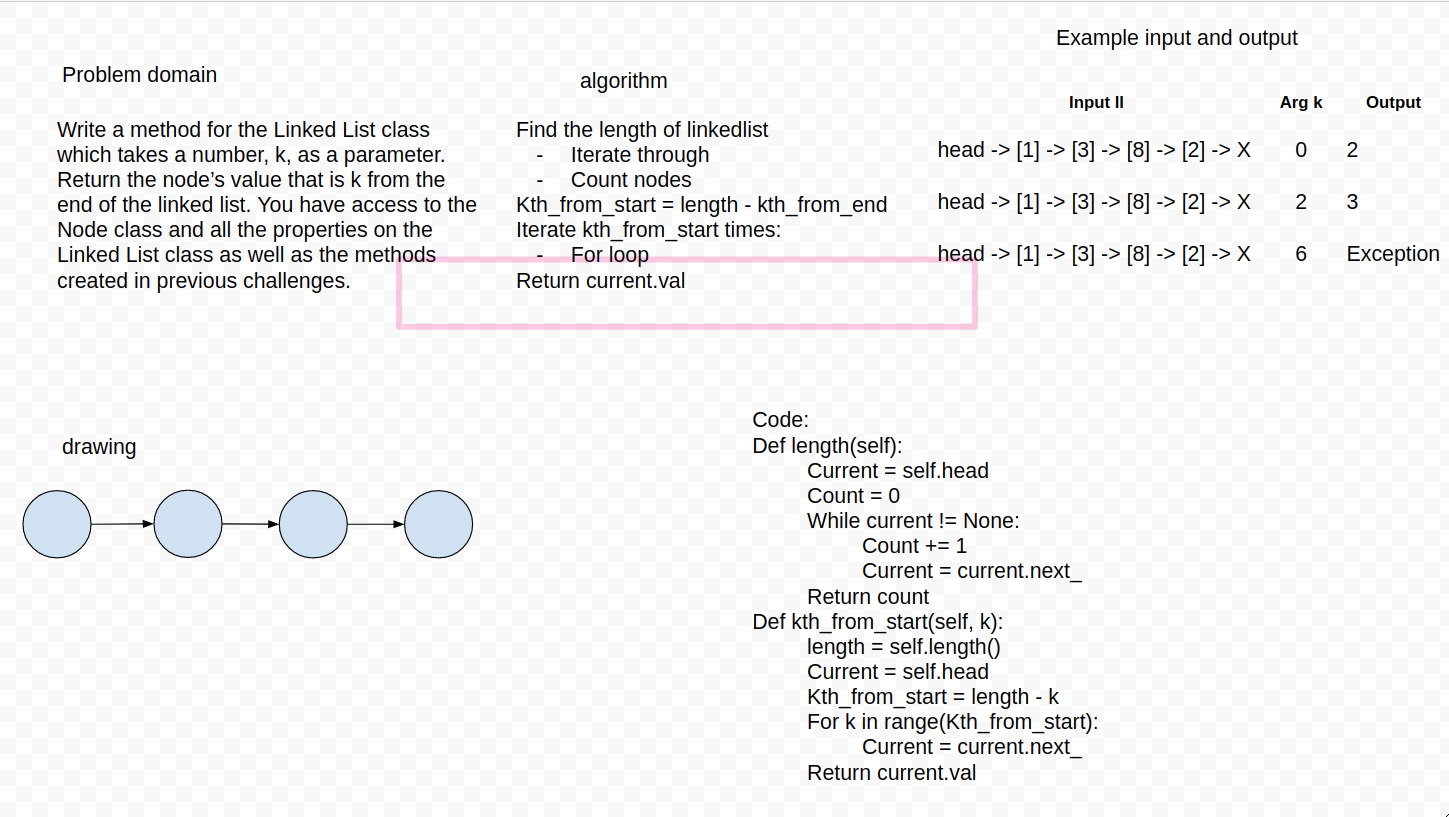 Problem domain
Write a method for the Linked List class
which takes a number, k, as a parameter.
Return the node’s value that is k from the
end of the linked list. You have access to the
Node class and all the properties on the
Linked List class as well as the methods
created in previous challenges.
algorithm
Find the length of linkedlist
- Iterate through
- Count nodes
Kth_from_start = length - kth_from_end
Iterate kth_from_start times:
- For loop
Return current.val
Example input and output
Input ll Arg k Output
head -> [1] -> [3] -> [8] -> [2] -> X 0 2
head -> [1] -> [3] -> [8] -> [2] -> X 2 3
head -> [1] -> [3] -> [8] -> [2] -> X 6 Exception
drawing
Code:
Def length(self):
Current = self.head
Count = 0
While current != None:
Count += 1
Current = current.next_
Return count
Def kth_from_start(self, k):
length = self.length()
Current = self.head
Kth_from_start = length - k
For k in range(Kth_from_start):
Current = current.next_
Return current.val